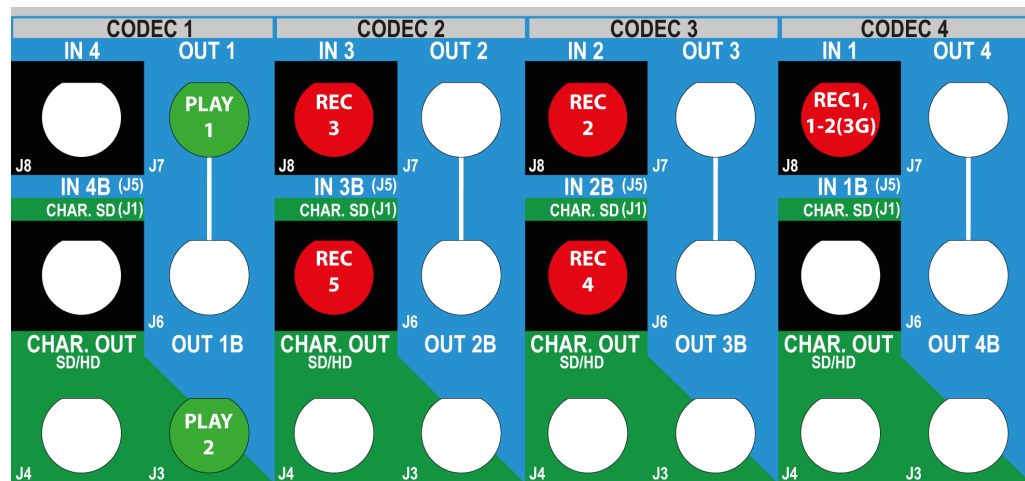 CODEC 1 CODEC 2 CODEC 3 CODEC 4
IN 4 OUT 1 IN 3 OUT 2 IN 2 OUT 3 IN 1 OUT 4
PLAY REC REC REC1,
1 3 2 1-2(3G)
J8 J7 J8 J7 J8 J7 J8 J7
IN 4B (J5) IN 3B (J5) IN 2B (J5) IN 1B (J5)
CHAR. SD (J1) CHAR. SD (J1) CHAR. SD (J1) CHAR. SD (J1)
REC REC
5 4
J6 J6 J6 J6
CHAR. OUT OUT 1B CHAR. OUT OUT 2B CHAR. OUT OUT 3B CHAR. OUT OUT 4B
SD/HD SD/HD SD/HD SD/HD
PLAY
2
J4 J3 J4 J3 J4 J3 J4 J3